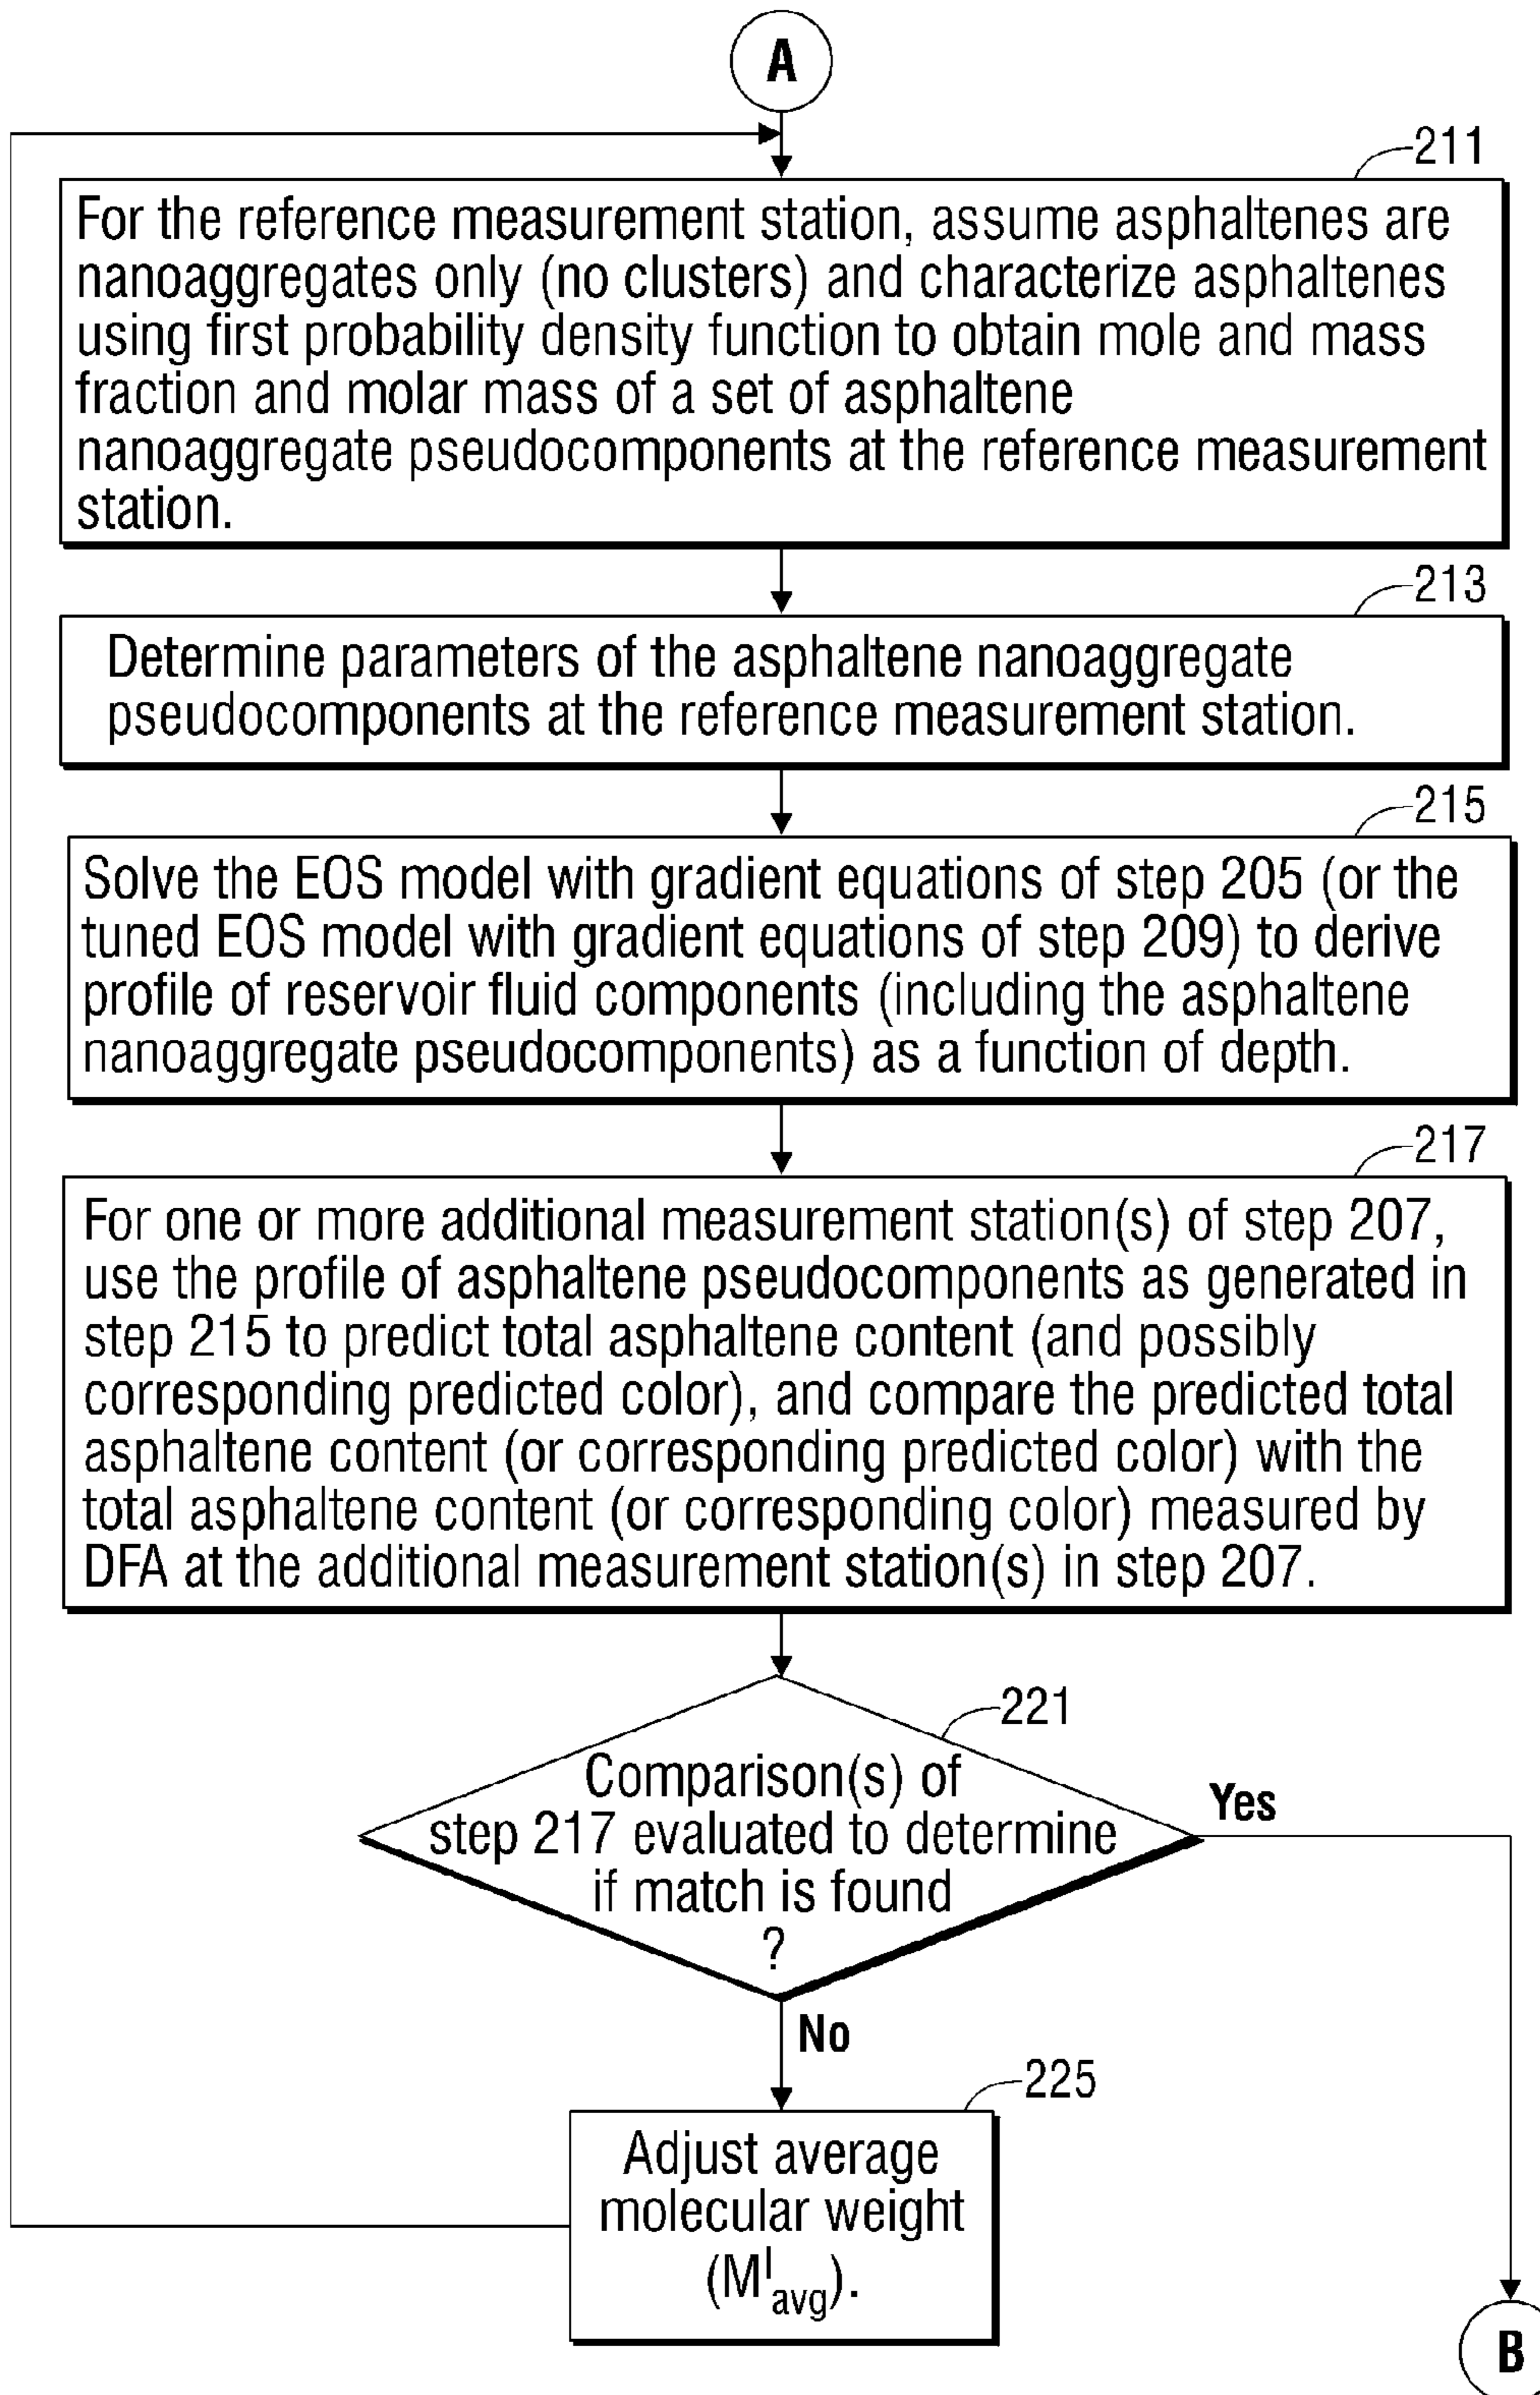 A
211
For the reference measurement station, assume asphaltenes are
nanoaggregates only (no clusters) and characterize asphaltenes
using first probability density function to obtain mole and mass
fraction and molar mass of a set of asphaltene
nanoaggregate pseudocomponents at the reference measurement
station.
213
Determine parameters of the asphaltene nanoaggregate
pseudocomponents at the reference measurement station.
215
Solve the EOS model with gradient equations of step 205 (or the
tuned EOS model with gradient equations of step 209) to derive
profile of reservoir fluid components (including the asphaltene
nanoaggregate pseudocomponents) as a function of depth.
217
For one or more additional measurement station(s) of step 207,
use the profile of asphaltene pseudocomponents as generated in
step 215 to predict total asphaltene content (and possibly
corresponding predicted color), and compare the predicted total
asphaltene content (or corresponding predicted color) with the
total asphaltene content (or corresponding color) measured by
DFA at the additional measurement station(s) in step 207.
221
Comparison(s) of
step 217 evaluated to determine
if match is found
?
Yes
No
225
Adjust average
molecular weight
(M^I_avg).
B